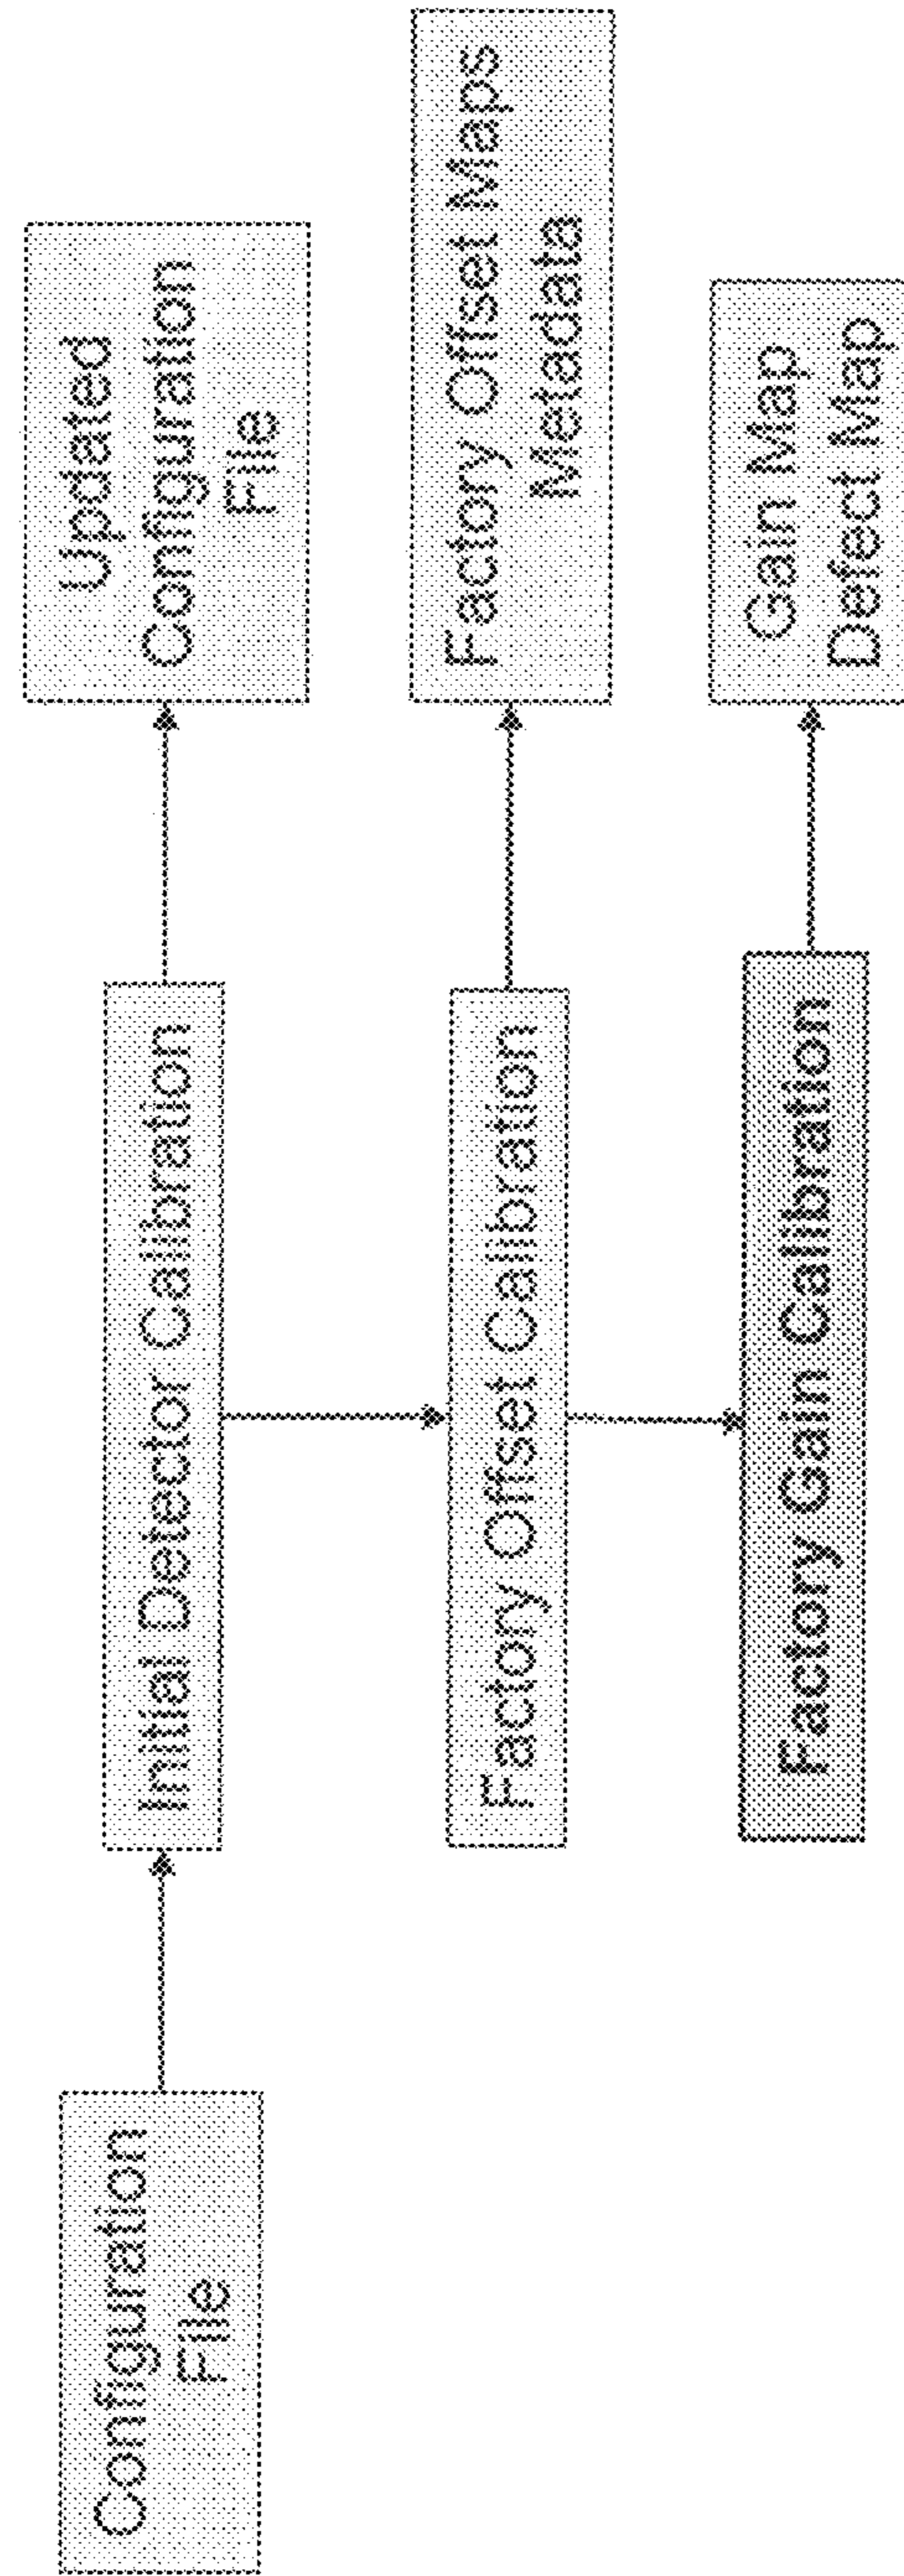 Configuration
File
Initial Detector Calibration
Updated
Configuration
File
Factory Offset Calibration
Factory Offset Maps
Metadata
Factory Gain Calibration
Gain Map
Defect Map